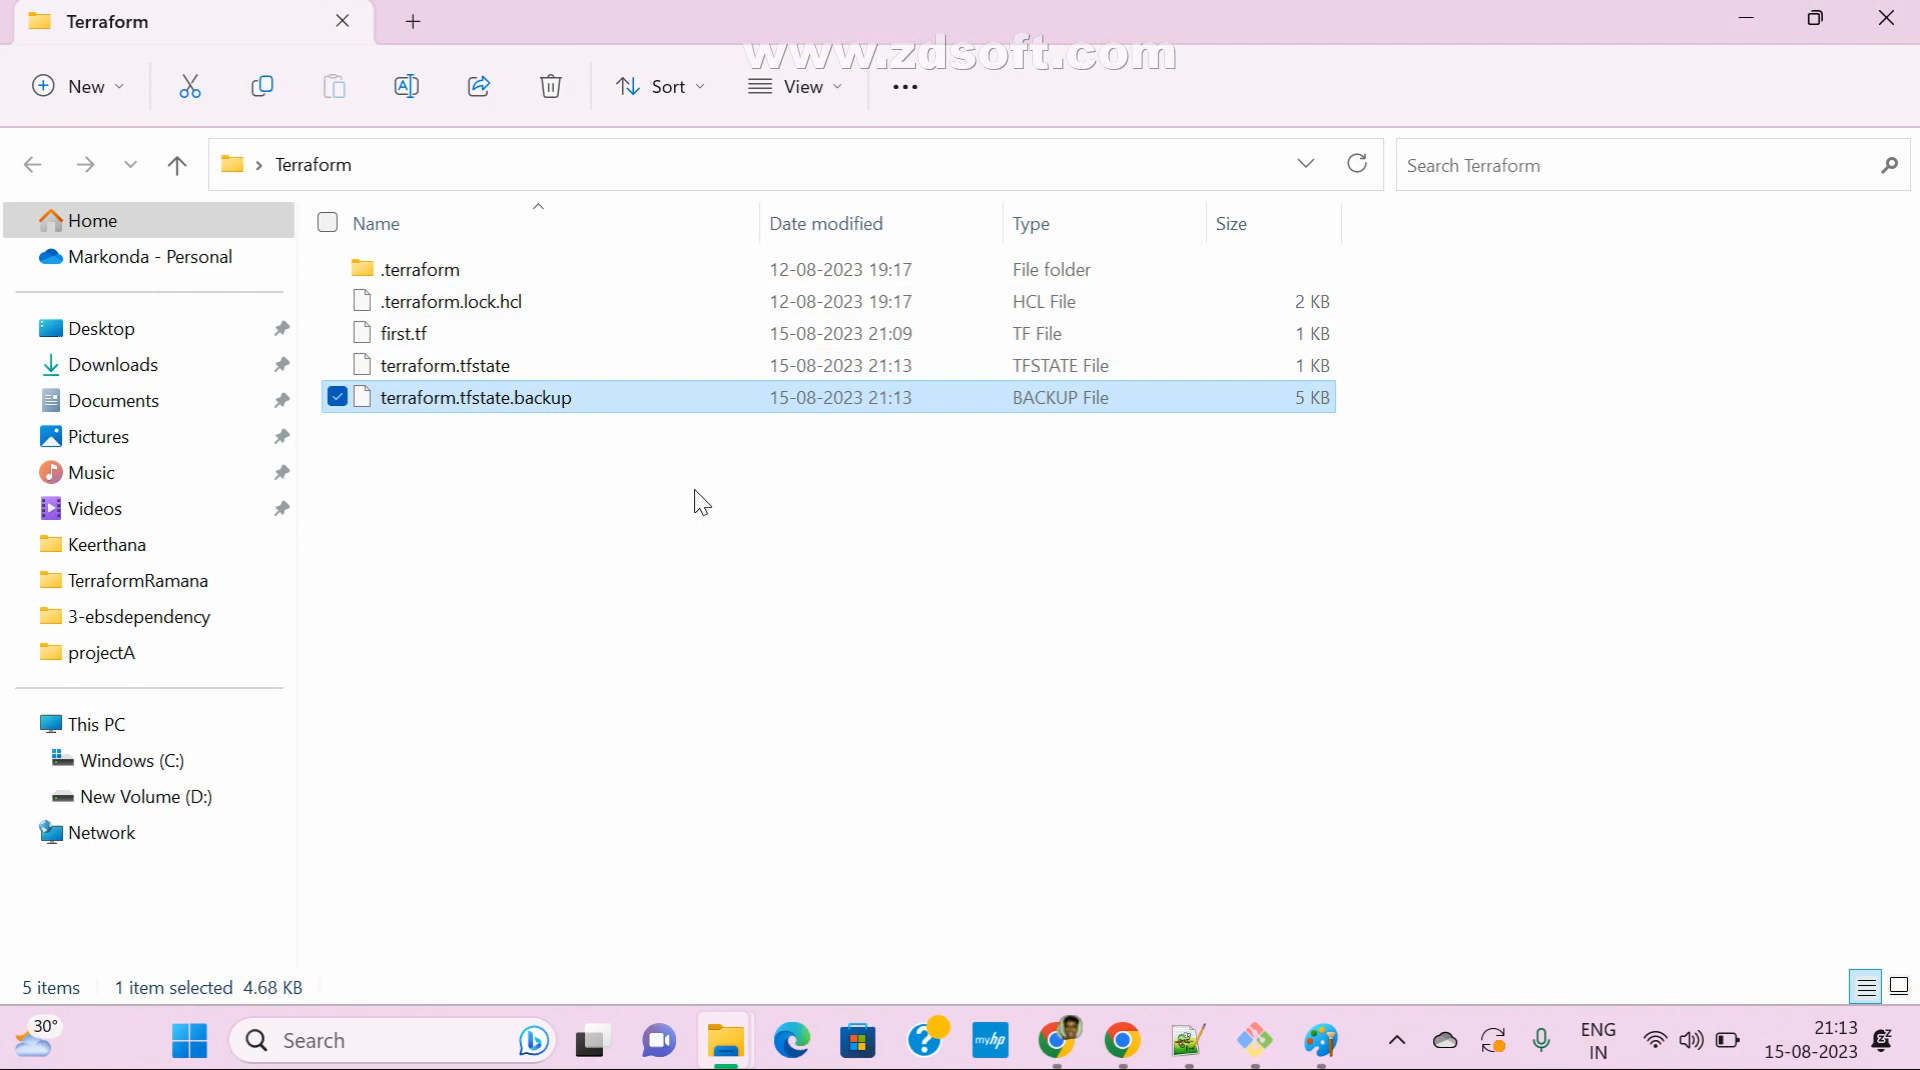 Terraform
www.zdsoft.com
New
Sort
View
Terraform
Search Terraform
Home
Markonda - Personal
Desktop
Downloads
Documents
Pictures
Music
Videos
Keerthana
TerraformRamana
3-ebsdependency
projectA
This PC
Windows (C:)
New Volume (D:)
Network
Name Date modified Type Size
.terraform 12-08-2023 19:17 File folder
.terraform.lock.hcl 12-08-2023 19:17 HCL File 2 KB
first.tf 15-08-2023 21:09 TF File 1 KB
terraform.tfstate 15-08-2023 21:13 TFSTATE File 1 KB
terraform.tfstate.backup 15-08-2023 21:13 BACKUP File 5 KB
5 items 1 item selected 4.68 KB
30°
Search
myhp
ENG
IN
21:13
15-08-2023